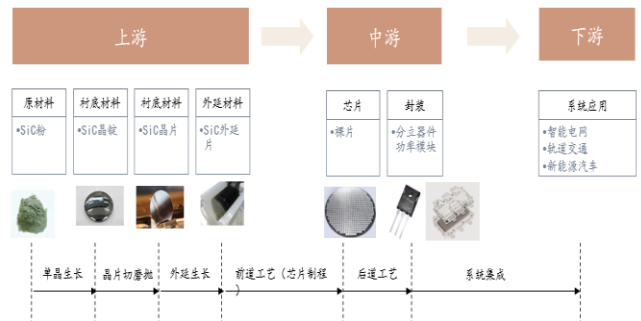 上游
中游
下游
原材料
•SiC粉
衬底材料
•SiC晶锭
衬底材料
•SiC晶片
外延材料
•SiC外延
片
芯片
•裸片
封装
•分立器件
功率模块
系统应用
•智能电网
•轨道交通
•新能源汽车
单晶生长
晶片切磨抛
外延生长
前道工艺（芯片制程
）
后道工艺
系统集成